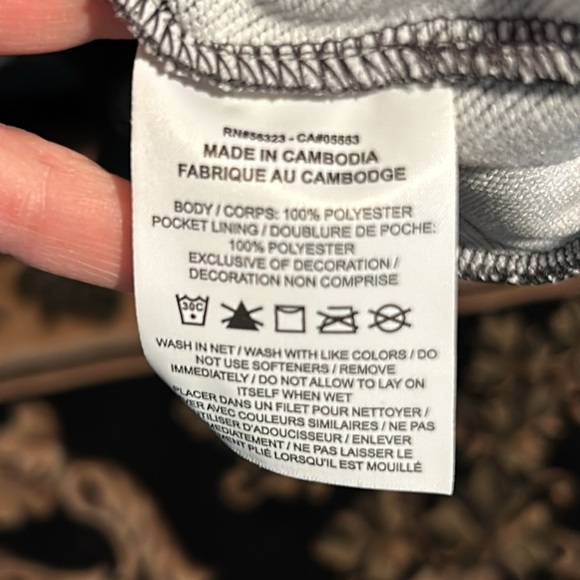 RN#56323 - CA#05553
MADE IN CAMBODIA
FABRIQUE AU CAMBODGE
BODY / CORPS: 100% POLYESTER
POCKET LINING / DOUBLURE DE POCHE:
100% POLYESTER
EXCLUSIVE OF DECORATION /
DECORATION NON COMPRISE
30C
WASH IN NET / WASH WITH LIKE COLORS / DO
NOT USE SOFTENERS / REMOVE
IMMEDIATELY / DO NOT ALLOW TO LAY ON
ITSELF WHEN WET
PLACER DANS UN FILET POUR NETTOYER /
AVEC COULEURS SIMILAIRES / NE PAS
UTILISER D'ADOUCISSEUR / ENLEVER
/ NE PAS LAISSER LE
PLIÉ LORSQU'IL EST MOUILLÉ